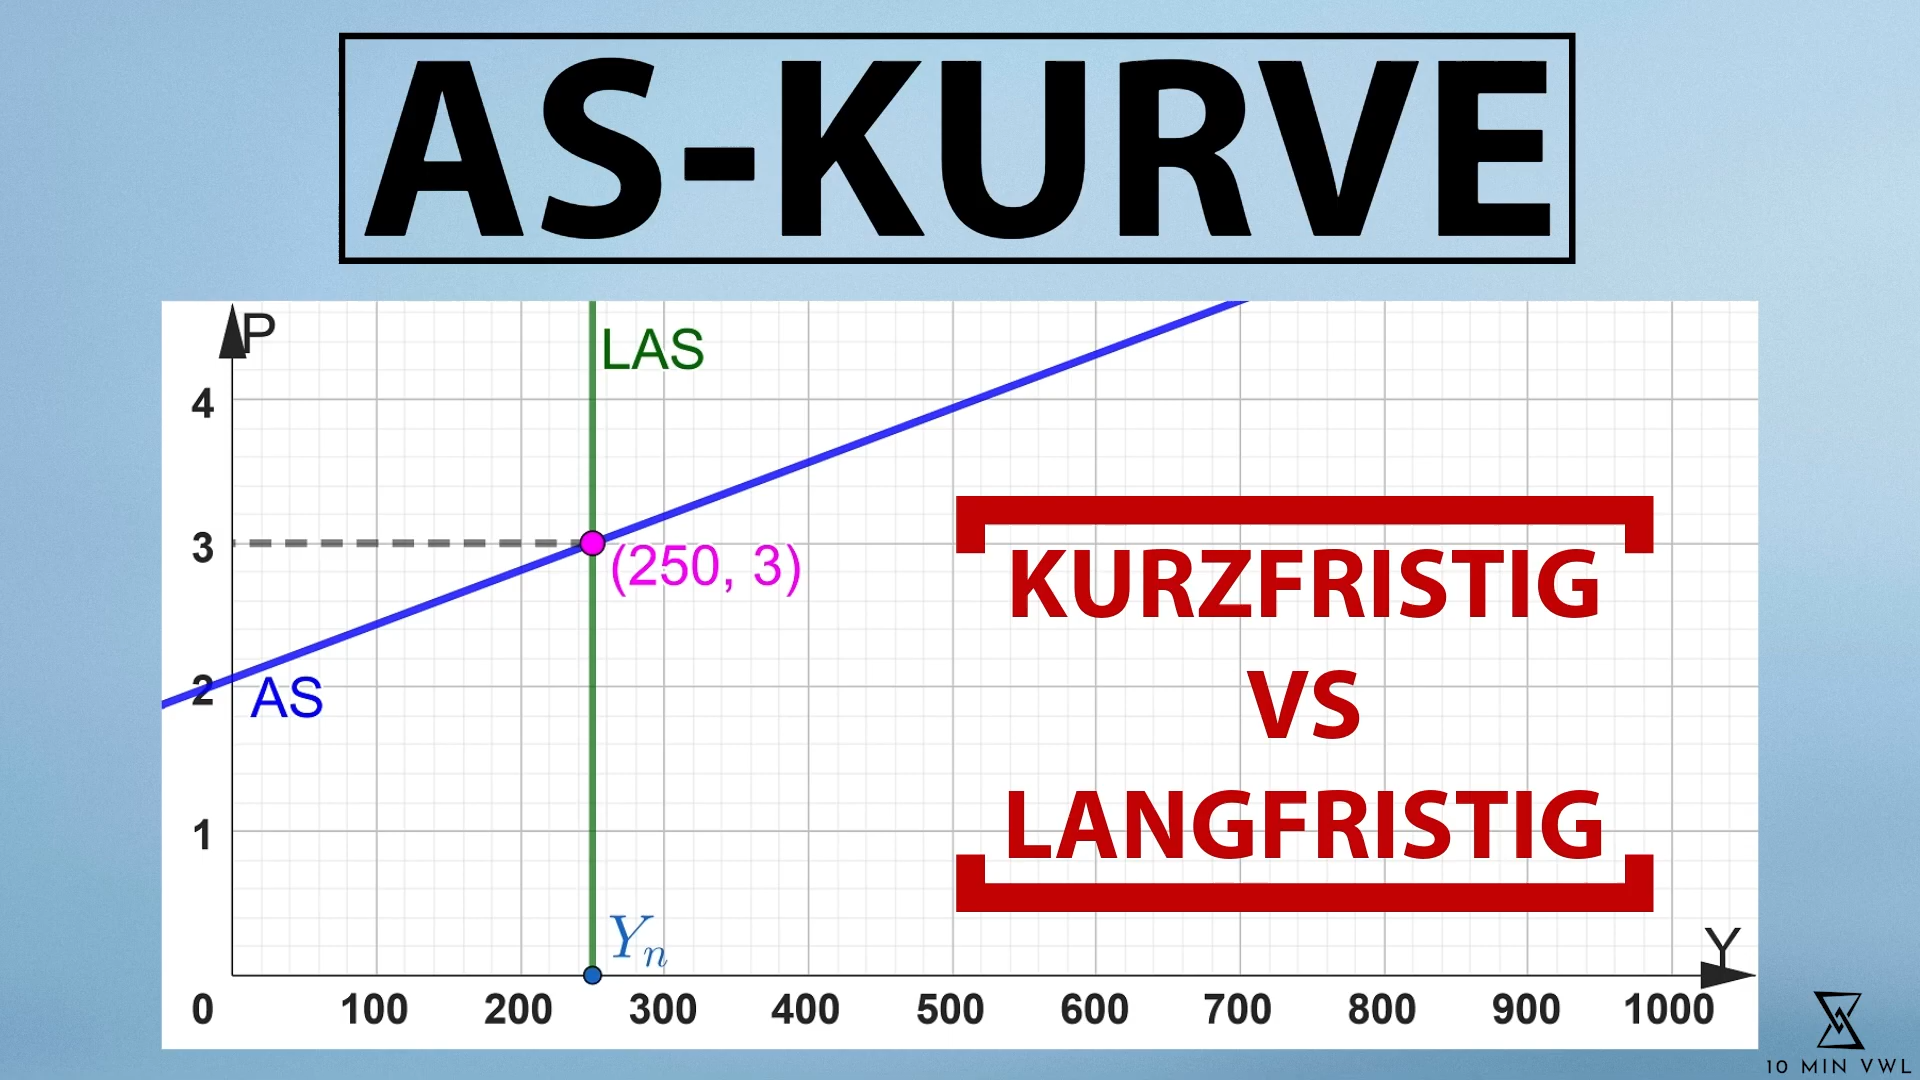 AS-KURVE
P
LAS
4
3
(250, 3)
KURZFRISTIG
2
AS
VS
1
LANGFRISTIG
Yn
Y
0 100 200 300 400 500 600 700 800 900 1000
10 MIN VWL